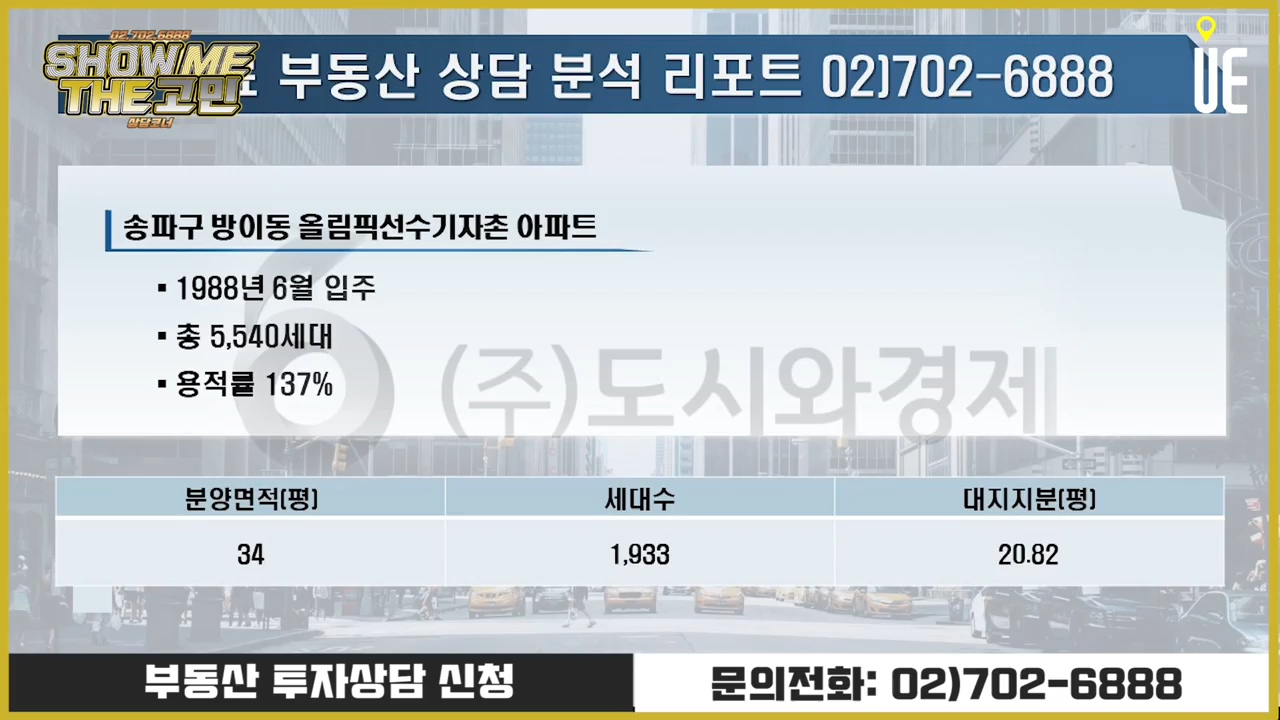 02.702.6888
SHOW ME
THE 고민
상담코너
부동산 상담 분석 리포트 02)702-6888
UE
송파구 방이동 올림픽선수기자촌 아파트
▪ 1988년 6월 입주
▪ 총 5,540세대
▪ 용적률 137%
(주)도시와경제
분양면적(평) 세대수 대지지분(평)
34 1,933 20.82
부동산 투자상담 신청
문의전화: 02)702-6888